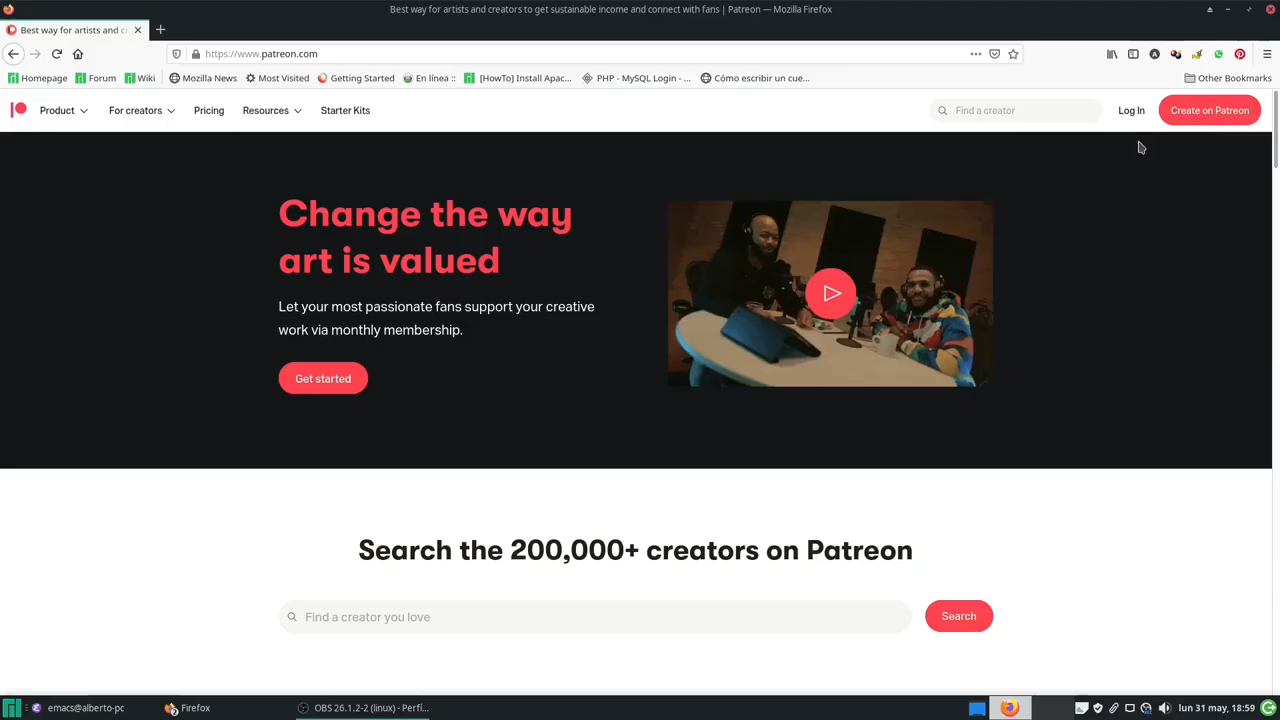 Best way for artists and creators to get sustainable income and connect with fans | Patreon — Mozilla Firefox
Best way for artists and cr
https://www.patreon.com
Homepage Forum Wiki Mozilla News Most Visited Getting Started En línea :: [HowTo] Install Apac... PHP - MySQL Login - ... Cómo escribir un cue... Other Bookmarks
Product For creators Pricing Resources Starter Kits Find a creator Log In Create on Patreon
Change the way
art is valued
Let your most passionate fans support your creative
work via monthly membership.
Get started
Search the 200,000+ creators on Patreon
Find a creator you love Search
emacs@alberto-pc Firefox OBS 26.1.2-2 (linux) - Perfi... lun 31 may, 18:59